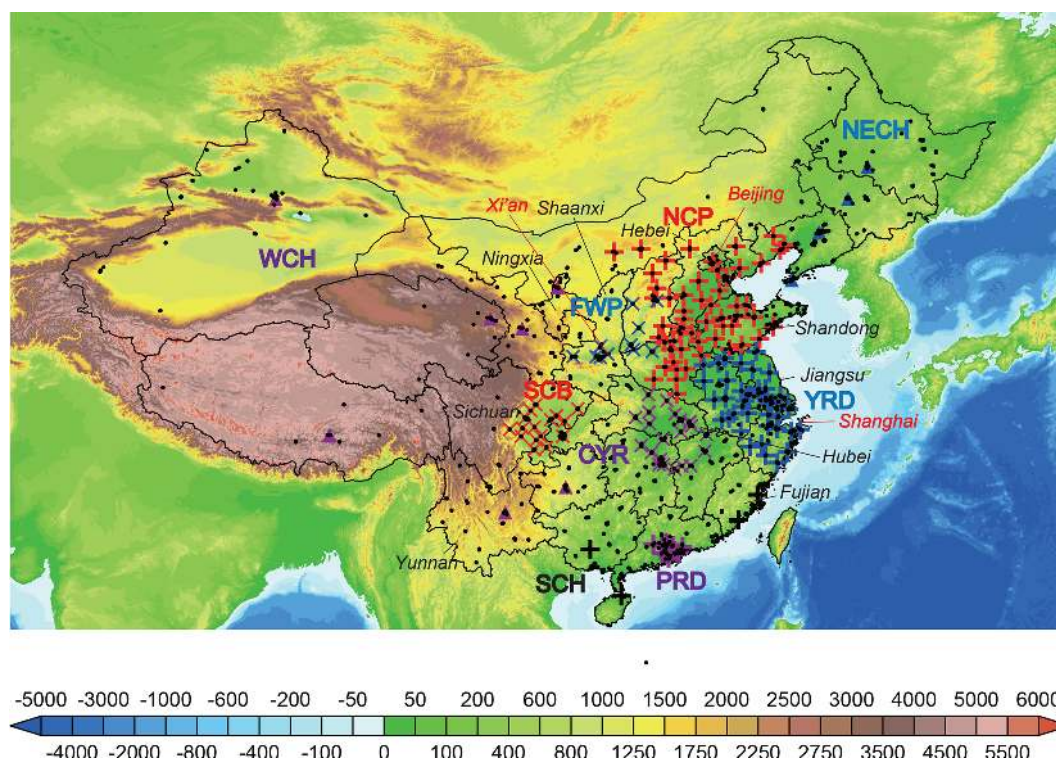 NECH
Beijing
Xi'an
Shaanxi
NCP
Hebei
WCH
Ningxia
FWP
Shandong
Jiangsu
SCB
YRD
Sichuan
Shanghai
CYR
Hubei
Fujian
Yunnan
SCH
PRD
-5000 -3000 -1000 -600 -200 -50 50 200 600 1000 1500 2000 2500 3000 4000 5000 6000
-4000 -2000 -800 -400 -100 0 100 400 800 1250 1750 2250 2750 3500 4500 5500